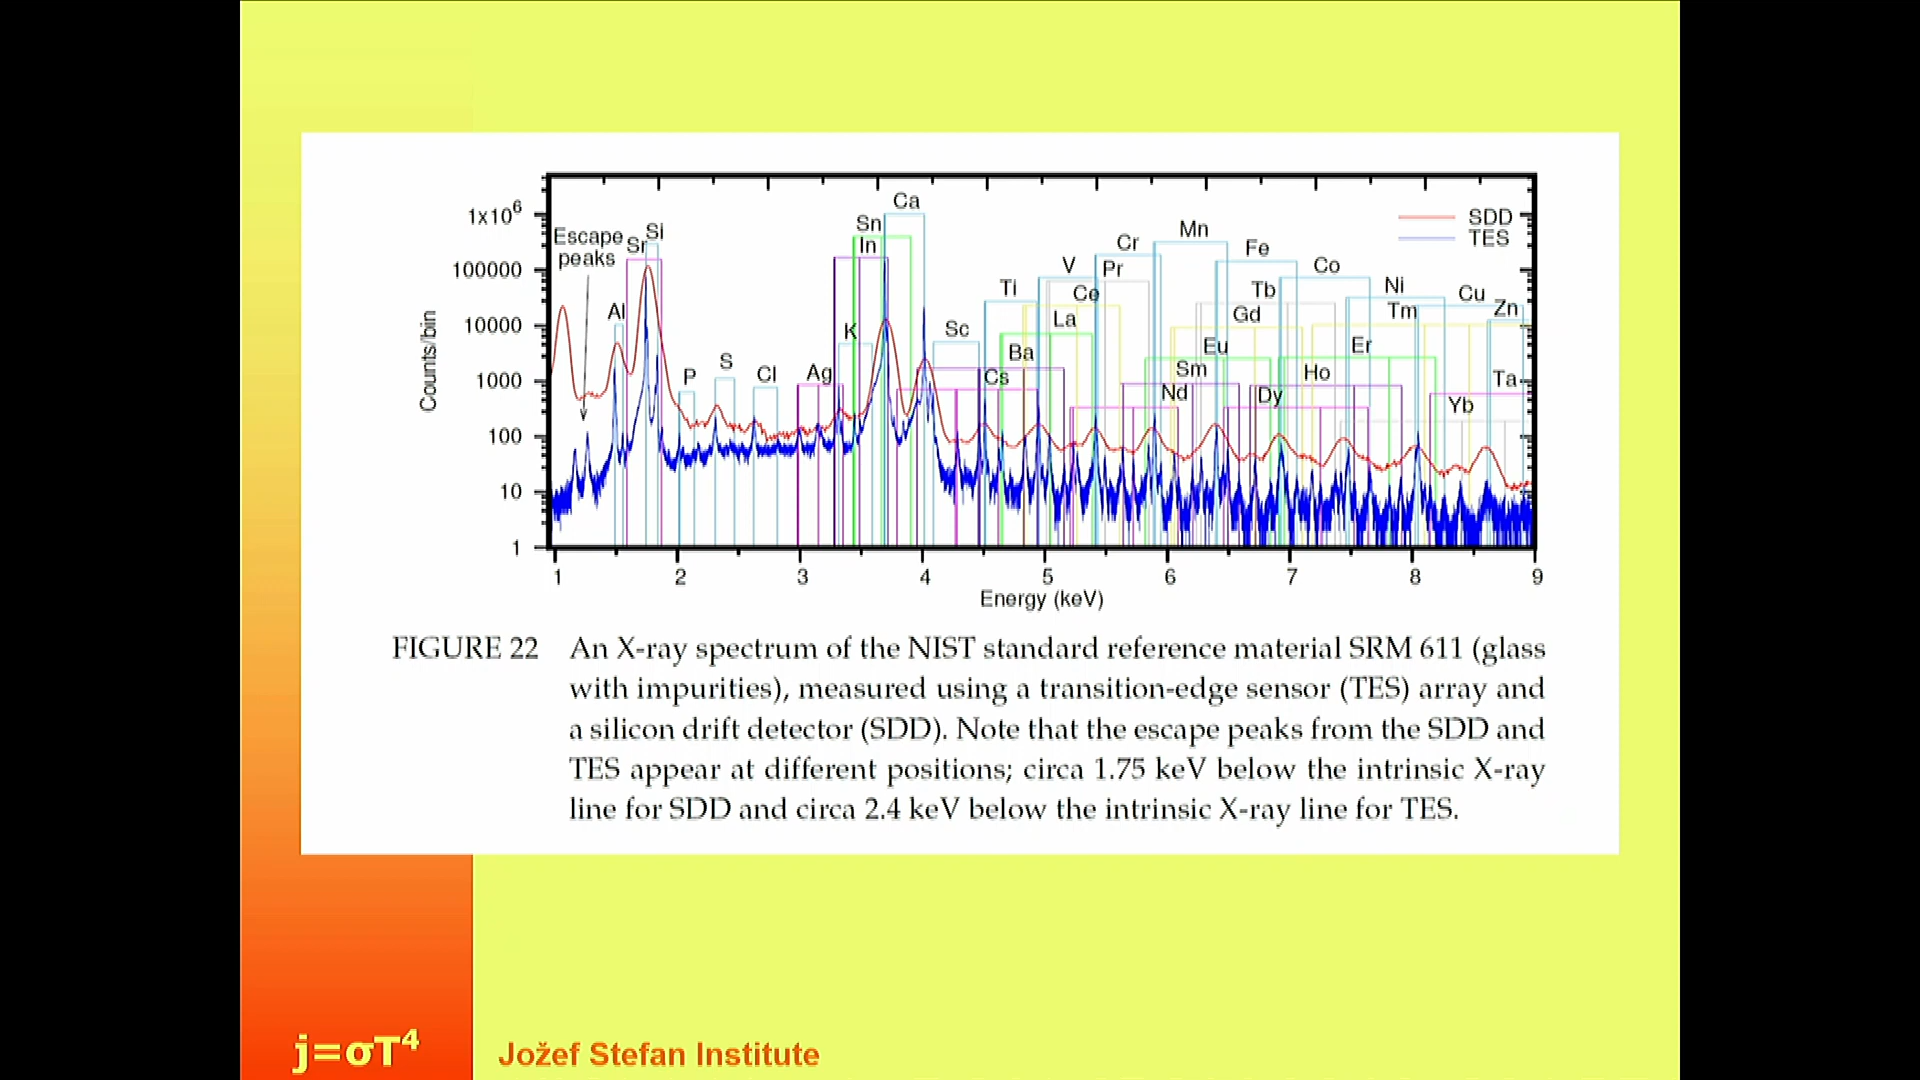 1x10^6
100000
10000
1000
100
10
1
Counts/bin
Escape
peaks
Al
Sr
Si
P
S
Cl
Ag
K
In
Sn
Ca
Sc
Ti
Ba
Cs
La
Ce
V
Pr
Cr
Mn
Nd
Sm
Eu
Gd
Tb
Fe
Dy
Ho
Co
Er
Tm
Ni
Yb
Cu
Zn
Ta
SDD
TES
1 2 3 4 5 6 7 8 9
Energy (keV)
FIGURE 22 An X-ray spectrum of the NIST standard reference material SRM 611 (glass
with impurities), measured using a transition-edge sensor (TES) array and
a silicon drift detector (SDD). Note that the escape peaks from the SDD and
TES appear at different positions; circa 1.75 keV below the intrinsic X-ray
line for SDD and circa 2.4 keV below the intrinsic X-ray line for TES.
j=σT⁴
Jožef Stefan Institute